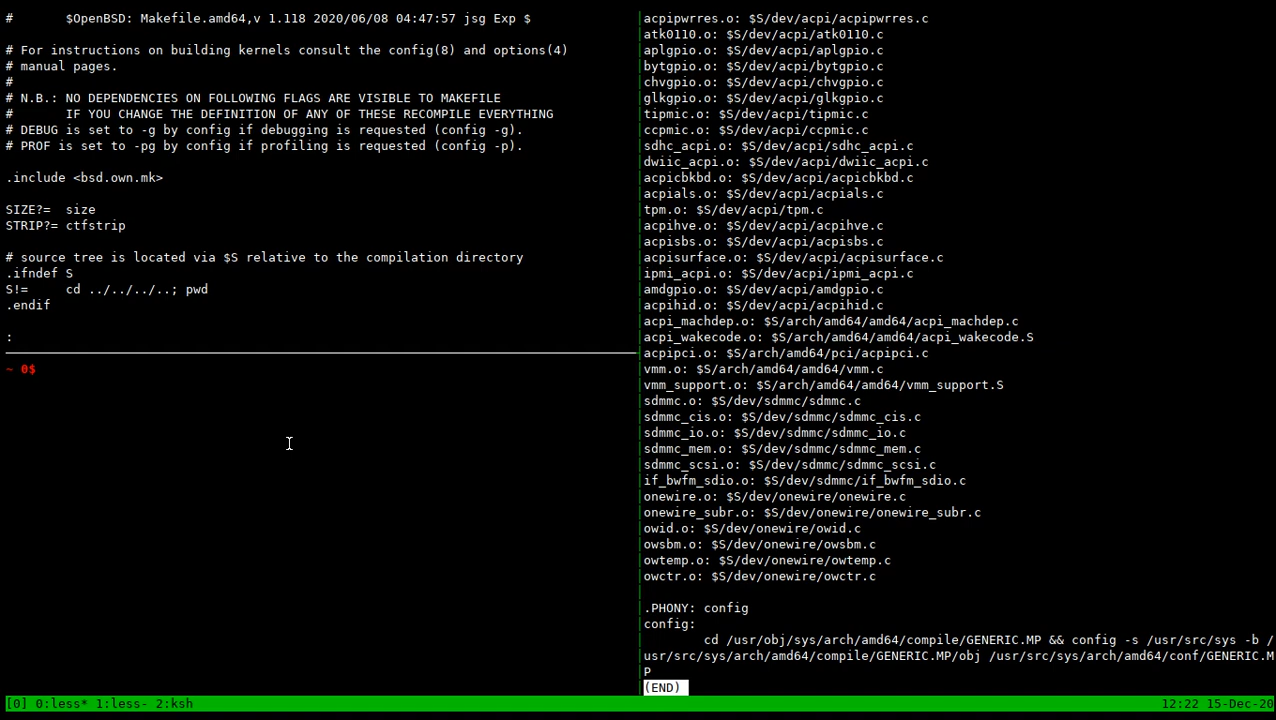 #       $OpenBSD: Makefile.amd64,v 1.118 2020/06/08 04:47:57 jsg Exp $

# For instructions on building kernels consult the config(8) and options(4)
# manual pages.
#
# N.B.: NO DEPENDENCIES ON FOLLOWING FLAGS ARE VISIBLE TO MAKEFILE
#       IF YOU CHANGE THE DEFINITION OF ANY OF THESE RECOMPILE EVERYTHING
# DEBUG is set to -g by config if debugging is requested (config -g).
# PROF is set to -pg by config if profiling is requested (config -p).

.include <bsd.own.mk>

SIZE?=  size
STRIP?= ctfstrip

# source tree is located via $S relative to the compilation directory
.ifndef S
S!=     cd ../../../..; pwd
.endif

:
~ 0$
acpipwrres.o: $S/dev/acpi/acpipwrres.c
atk0110.o: $S/dev/acpi/atk0110.c
aplgpio.o: $S/dev/acpi/aplgpio.c
bytgpio.o: $S/dev/acpi/bytgpio.c
chvgpio.o: $S/dev/acpi/chvgpio.c
glkgpio.o: $S/dev/acpi/glkgpio.c
tipmic.o: $S/dev/acpi/tipmic.c
ccpmic.o: $S/dev/acpi/ccpmic.c
sdhc_acpi.o: $S/dev/acpi/sdhc_acpi.c
dwiic_acpi.o: $S/dev/acpi/dwiic_acpi.c
acpicbkbd.o: $S/dev/acpi/acpicbkbd.c
acpials.o: $S/dev/acpi/acpials.c
tpm.o: $S/dev/acpi/tpm.c
acpihve.o: $S/dev/acpi/acpihve.c
acpisbs.o: $S/dev/acpi/acpisbs.c
acpisurface.o: $S/dev/acpi/acpisurface.c
ipmi_acpi.o: $S/dev/acpi/ipmi_acpi.c
amdgpio.o: $S/dev/acpi/amdgpio.c
acpihid.o: $S/dev/acpi/acpihid.c
acpi_machdep.o: $S/arch/amd64/amd64/acpi_machdep.c
acpi_wakecode.o: $S/arch/amd64/amd64/acpi_wakecode.S
acpipci.o: $S/arch/amd64/pci/acpipci.c
vmm.o: $S/arch/amd64/amd64/vmm.c
vmm_support.o: $S/arch/amd64/amd64/vmm_support.S
sdmmc.o: $S/dev/sdmmc/sdmmc.c
sdmmc_cis.o: $S/dev/sdmmc/sdmmc_cis.c
sdmmc_io.o: $S/dev/sdmmc/sdmmc_io.c
sdmmc_mem.o: $S/dev/sdmmc/sdmmc_mem.c
sdmmc_scsi.o: $S/dev/sdmmc/sdmmc_scsi.c
if_bwfm_sdio.o: $S/dev/sdmmc/if_bwfm_sdio.c
onewire.o: $S/dev/onewire/onewire.c
onewire_subr.o: $S/dev/onewire/onewire_subr.c
owid.o: $S/dev/onewire/owid.c
owsbm.o: $S/dev/onewire/owsbm.c
owtemp.o: $S/dev/onewire/owtemp.c
owctr.o: $S/dev/onewire/owctr.c

.PHONY: config
config:
        cd /usr/obj/sys/arch/amd64/compile/GENERIC.MP && config -s /usr/src/sys -b /
usr/src/sys/arch/amd64/compile/GENERIC.MP/obj /usr/src/sys/arch/amd64/conf/GENERIC.M
P
(END)
[0] 0:less* 1:less- 2:ksh 12:22 15-Dec-20